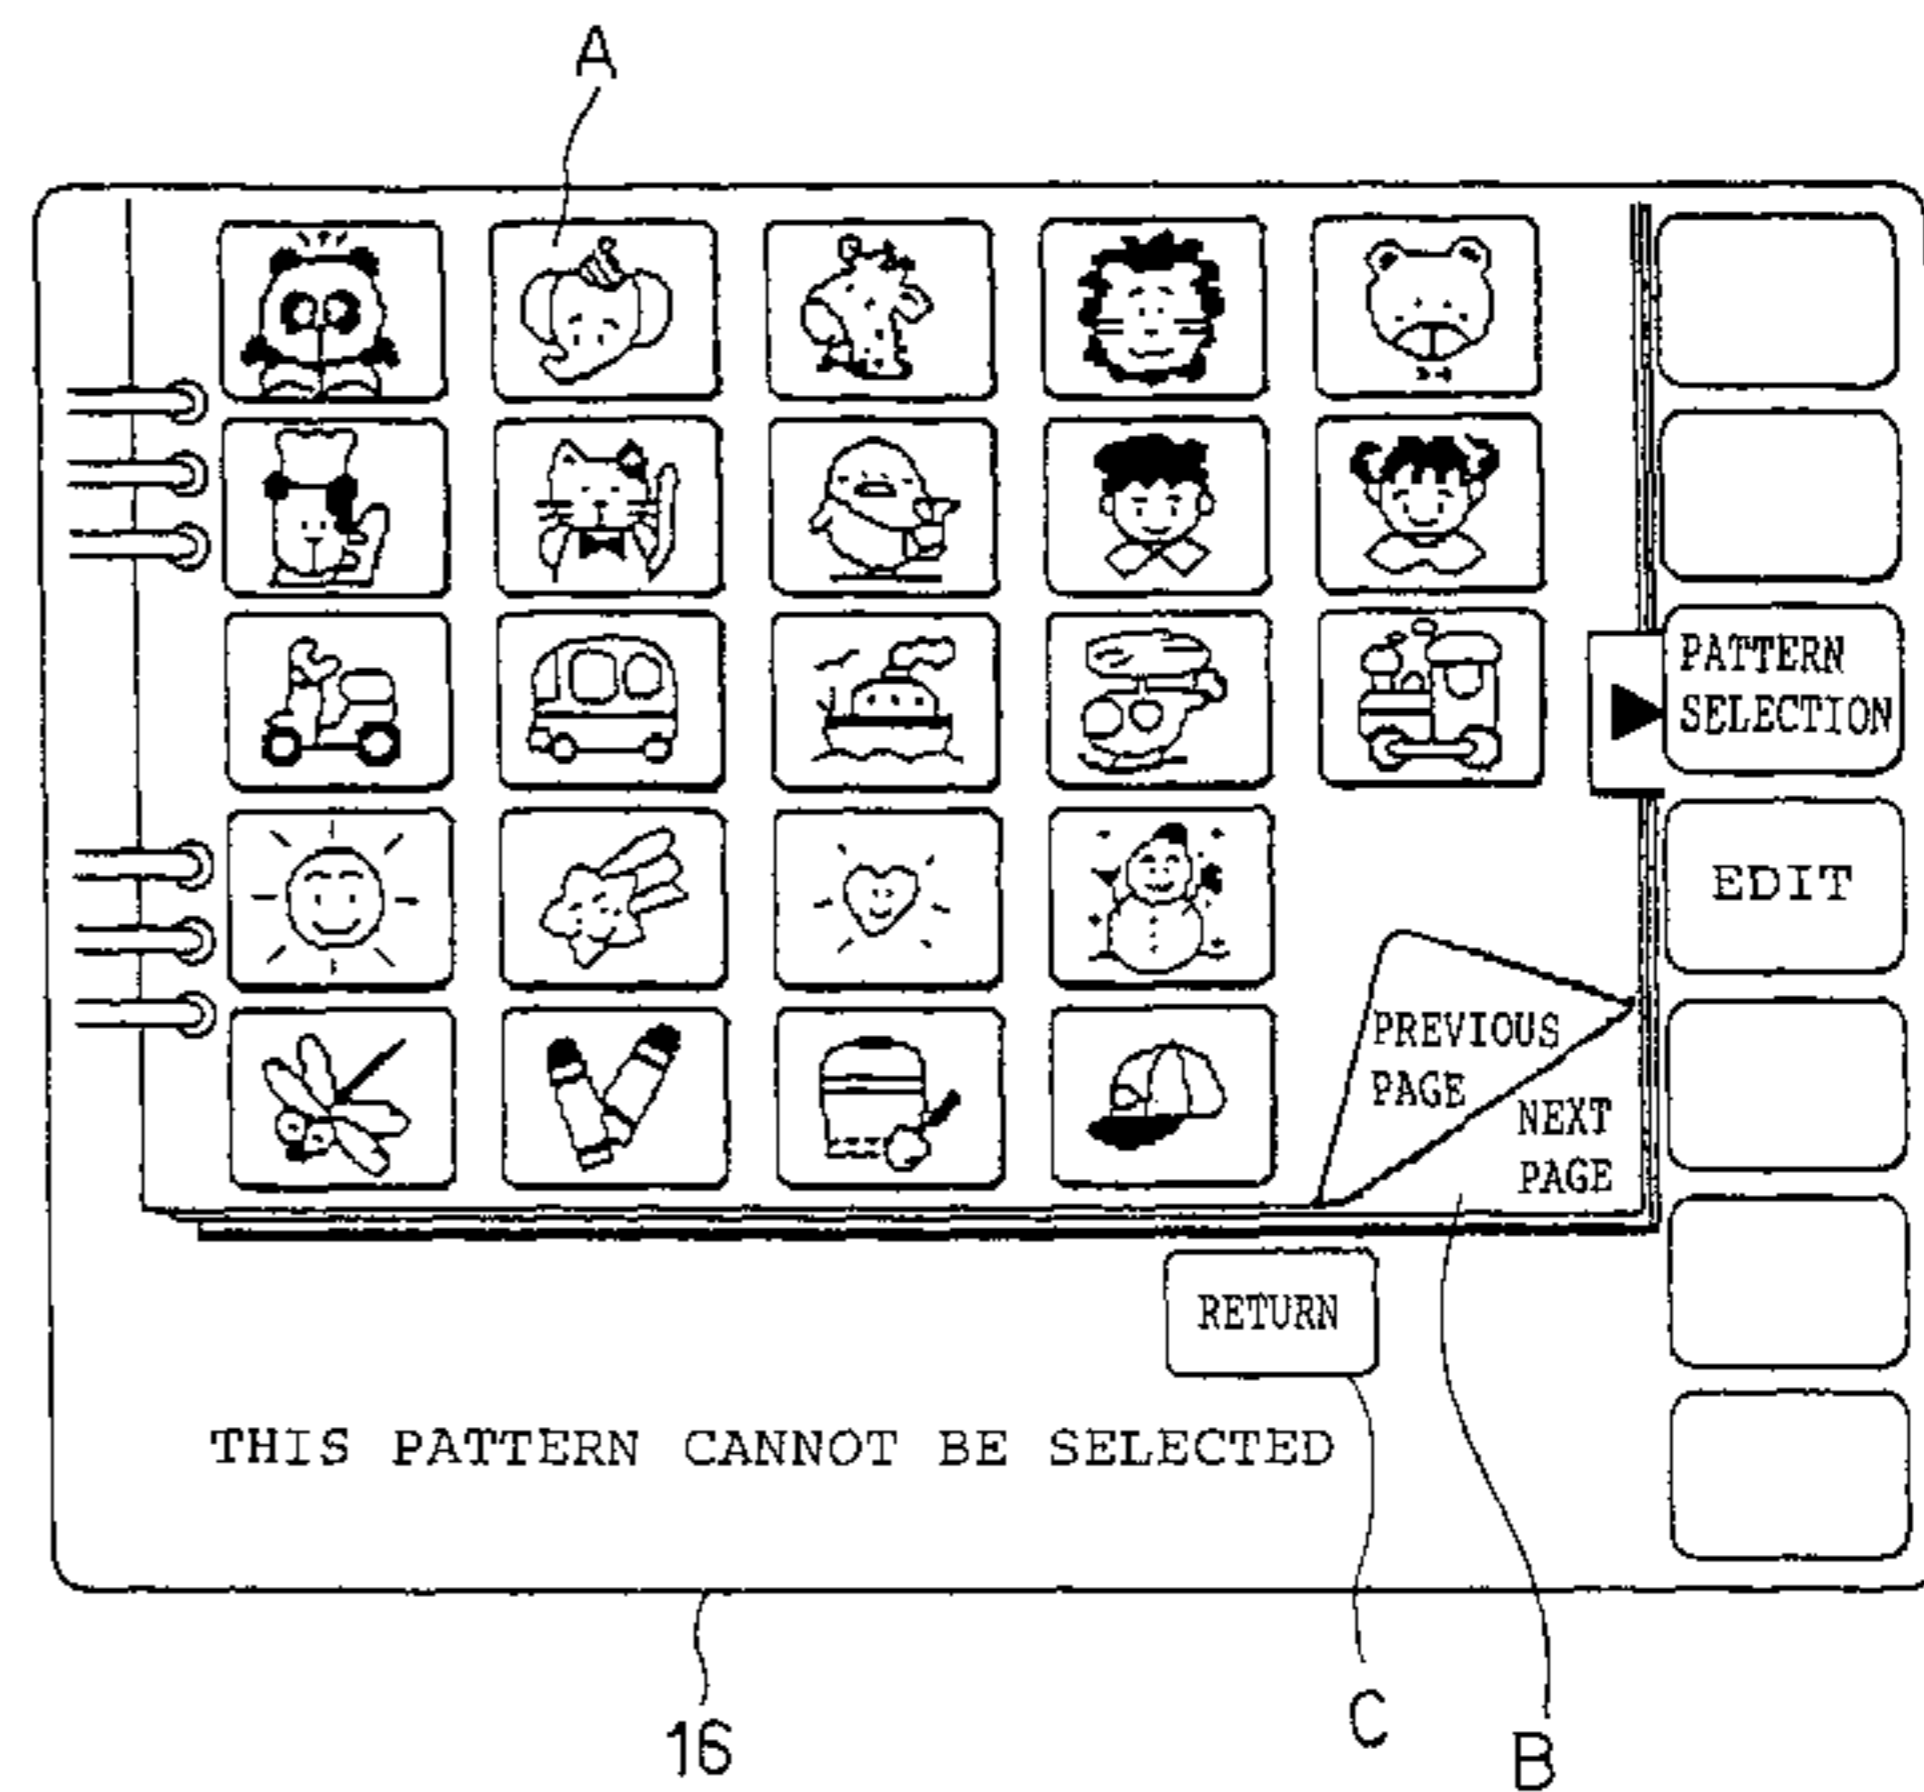 A
PATTERN
SELECTION
EDIT
PREVIOUS
PAGE
NEXT
PAGE
RETURN
THIS PATTERN CANNOT BE SELECTED
16
C
B